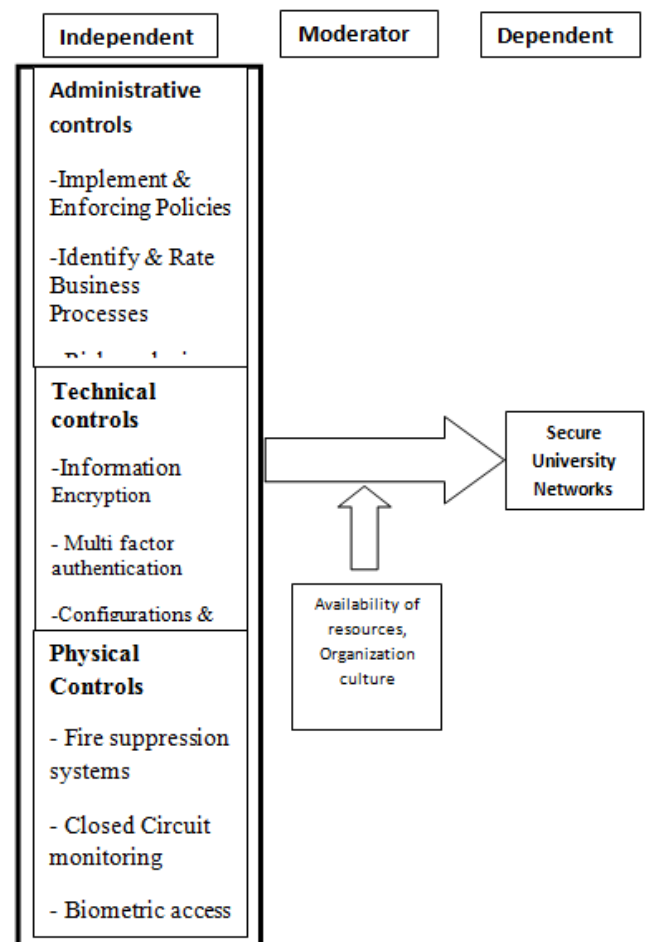 Independent
Moderator
Dependent
Administrative
controls
-Implement &
Enforcing Policies
-Identify & Rate
Business
Processes
Technical
controls
-Information
Encryption
- Multi factor
authentication
-Configurations &
Physical
Controls
- Fire suppression
systems
- Closed Circuit
monitoring
- Biometric access
Availability of
resources,
Organization
culture
Secure
University
Networks